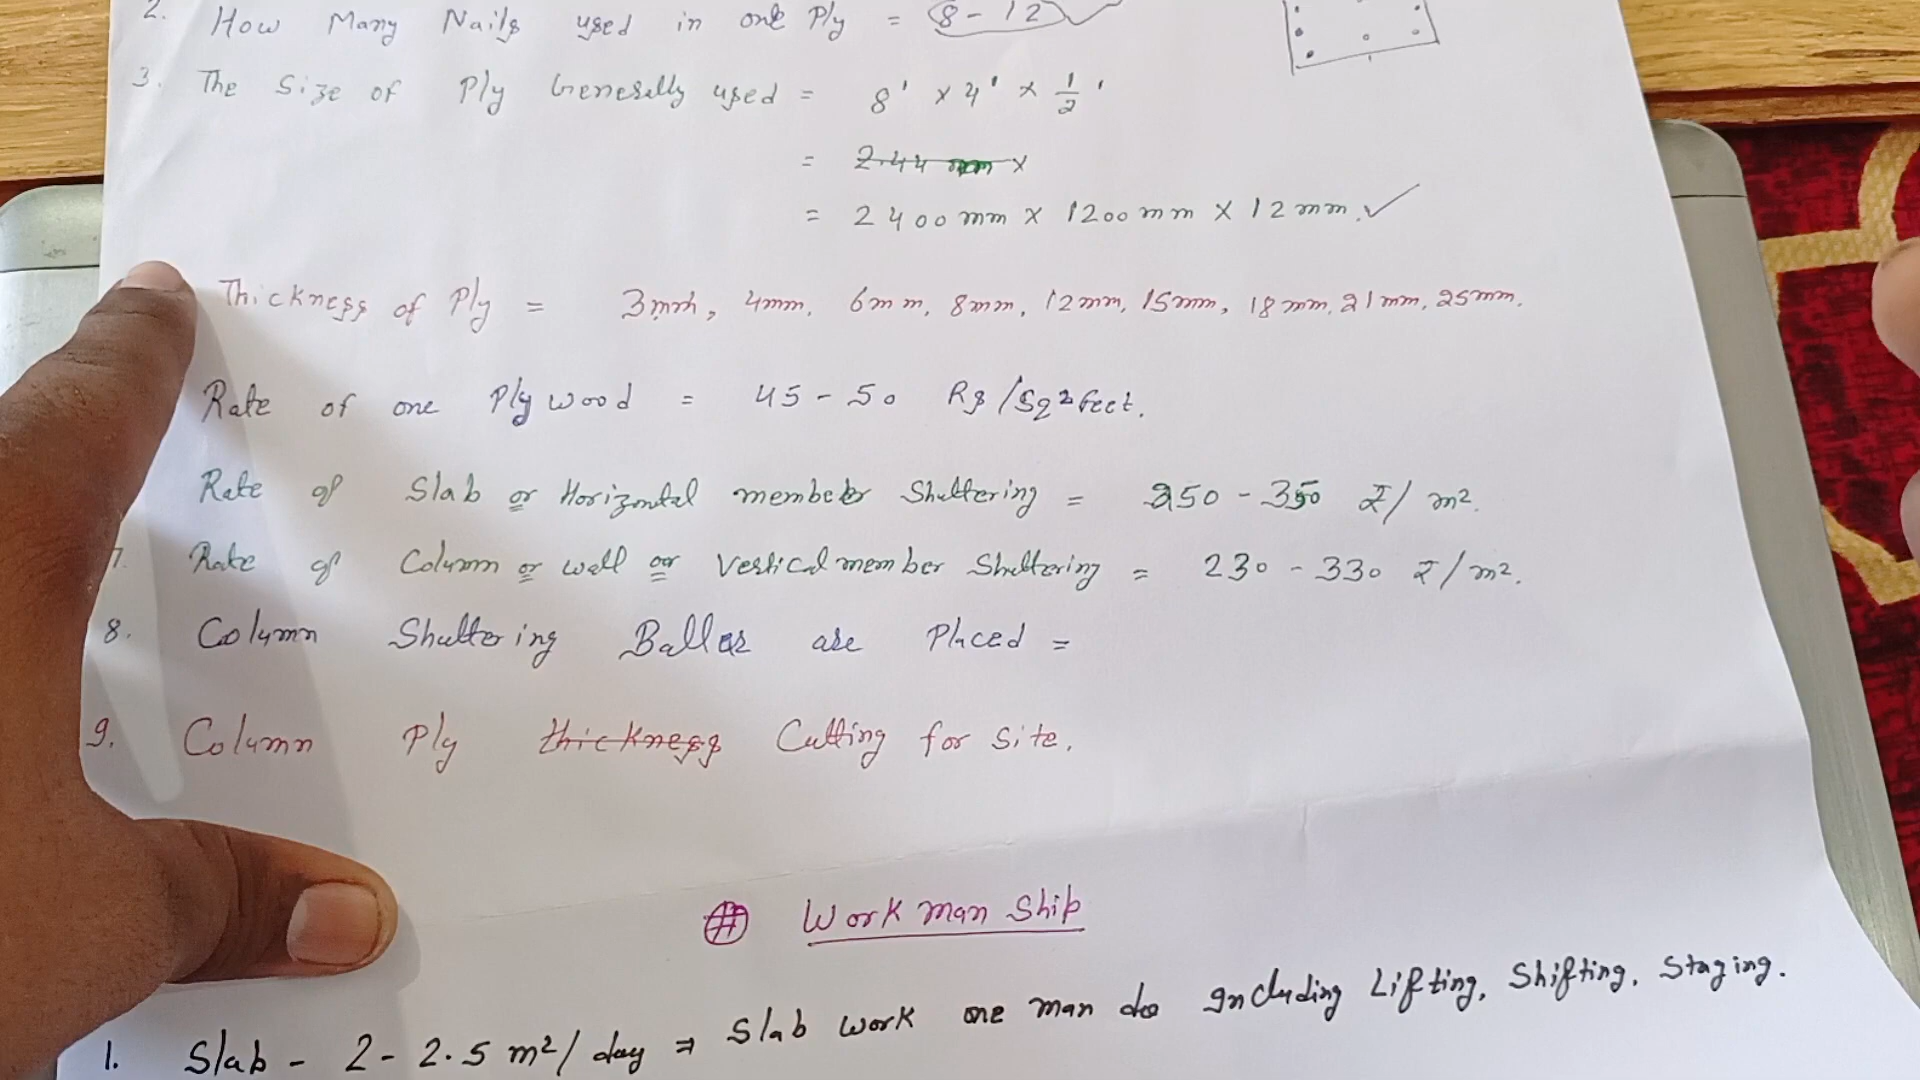 2. How Many Nails used in one Ply = 8 - 12 ✓
3. The Size of Ply Generally used = 8' × 4' × 1/2'
= 2.44 mm ×
= 2400 mm × 1200 mm × 12 mm. ✓
Thickness of Ply = 3mm, 4mm, 6mm, 8mm, 12mm, 15mm, 18mm, 21mm, 25mm.
Rate of one Plywood = 45 - 50 Rs/Sq2 feet.
Rate of Slab or Horizontal member Shuttering = 250 - 350 ₹/m².
7. Rate of Column or wall or Vertical member Shuttering = 230 - 330 ₹/m².
8. Column Shuttering Ballas are Placed =
9. Column Ply thickness Cutting for Site.
# Work man Ship
1. Slab - 2 - 2.5 m²/day ⇒ Slab work one man do Including Lifting, Shifting, Staging.